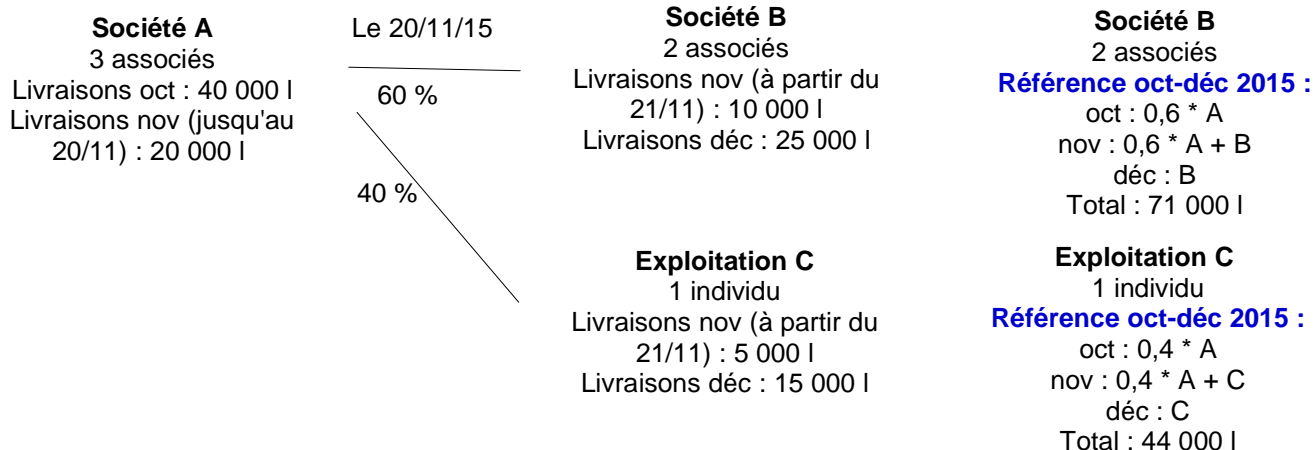 Société A
3 associés
Livraisons oct : 40 000 l
Livraisons nov (jusqu'au
20/11) : 20 000 l
Le 20/11/15
60 %
40 %
Société B
2 associés
Livraisons nov (à partir du
21/11) : 10 000 l
Livraisons déc : 25 000 l
Société B
2 associés
Référence oct-déc 2015 :
oct : 0,6 * A
nov : 0,6 * A + B
déc : B
Total : 71 000 l
Exploitation C
1 individu
Livraisons nov (à partir du
21/11) : 5 000 l
Livraisons déc : 15 000 l
Exploitation C
1 individu
Référence oct-déc 2015 :
oct : 0,4 * A
nov : 0,4 * A + C
déc : C
Total : 44 000 l